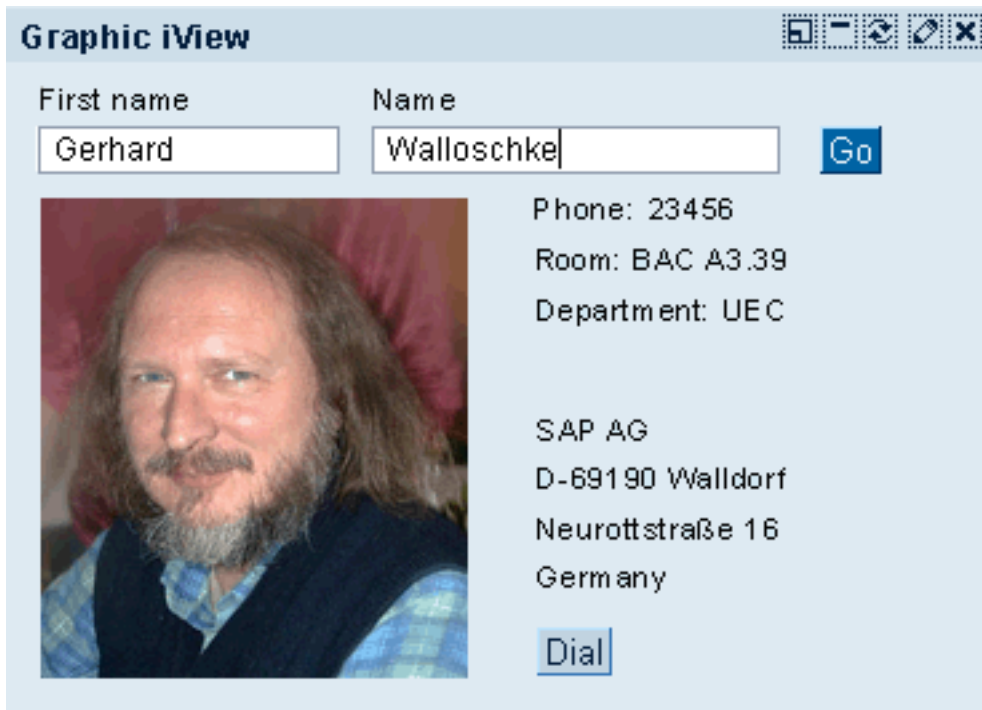 Graphic iView
First name Name
Gerhard Walloschke Go
Phone: 23456
Room: BAC A3.39
Department: UEC
SAP AG
D-69190 Walldorf
Neurottstraße 16
Germany
Dial